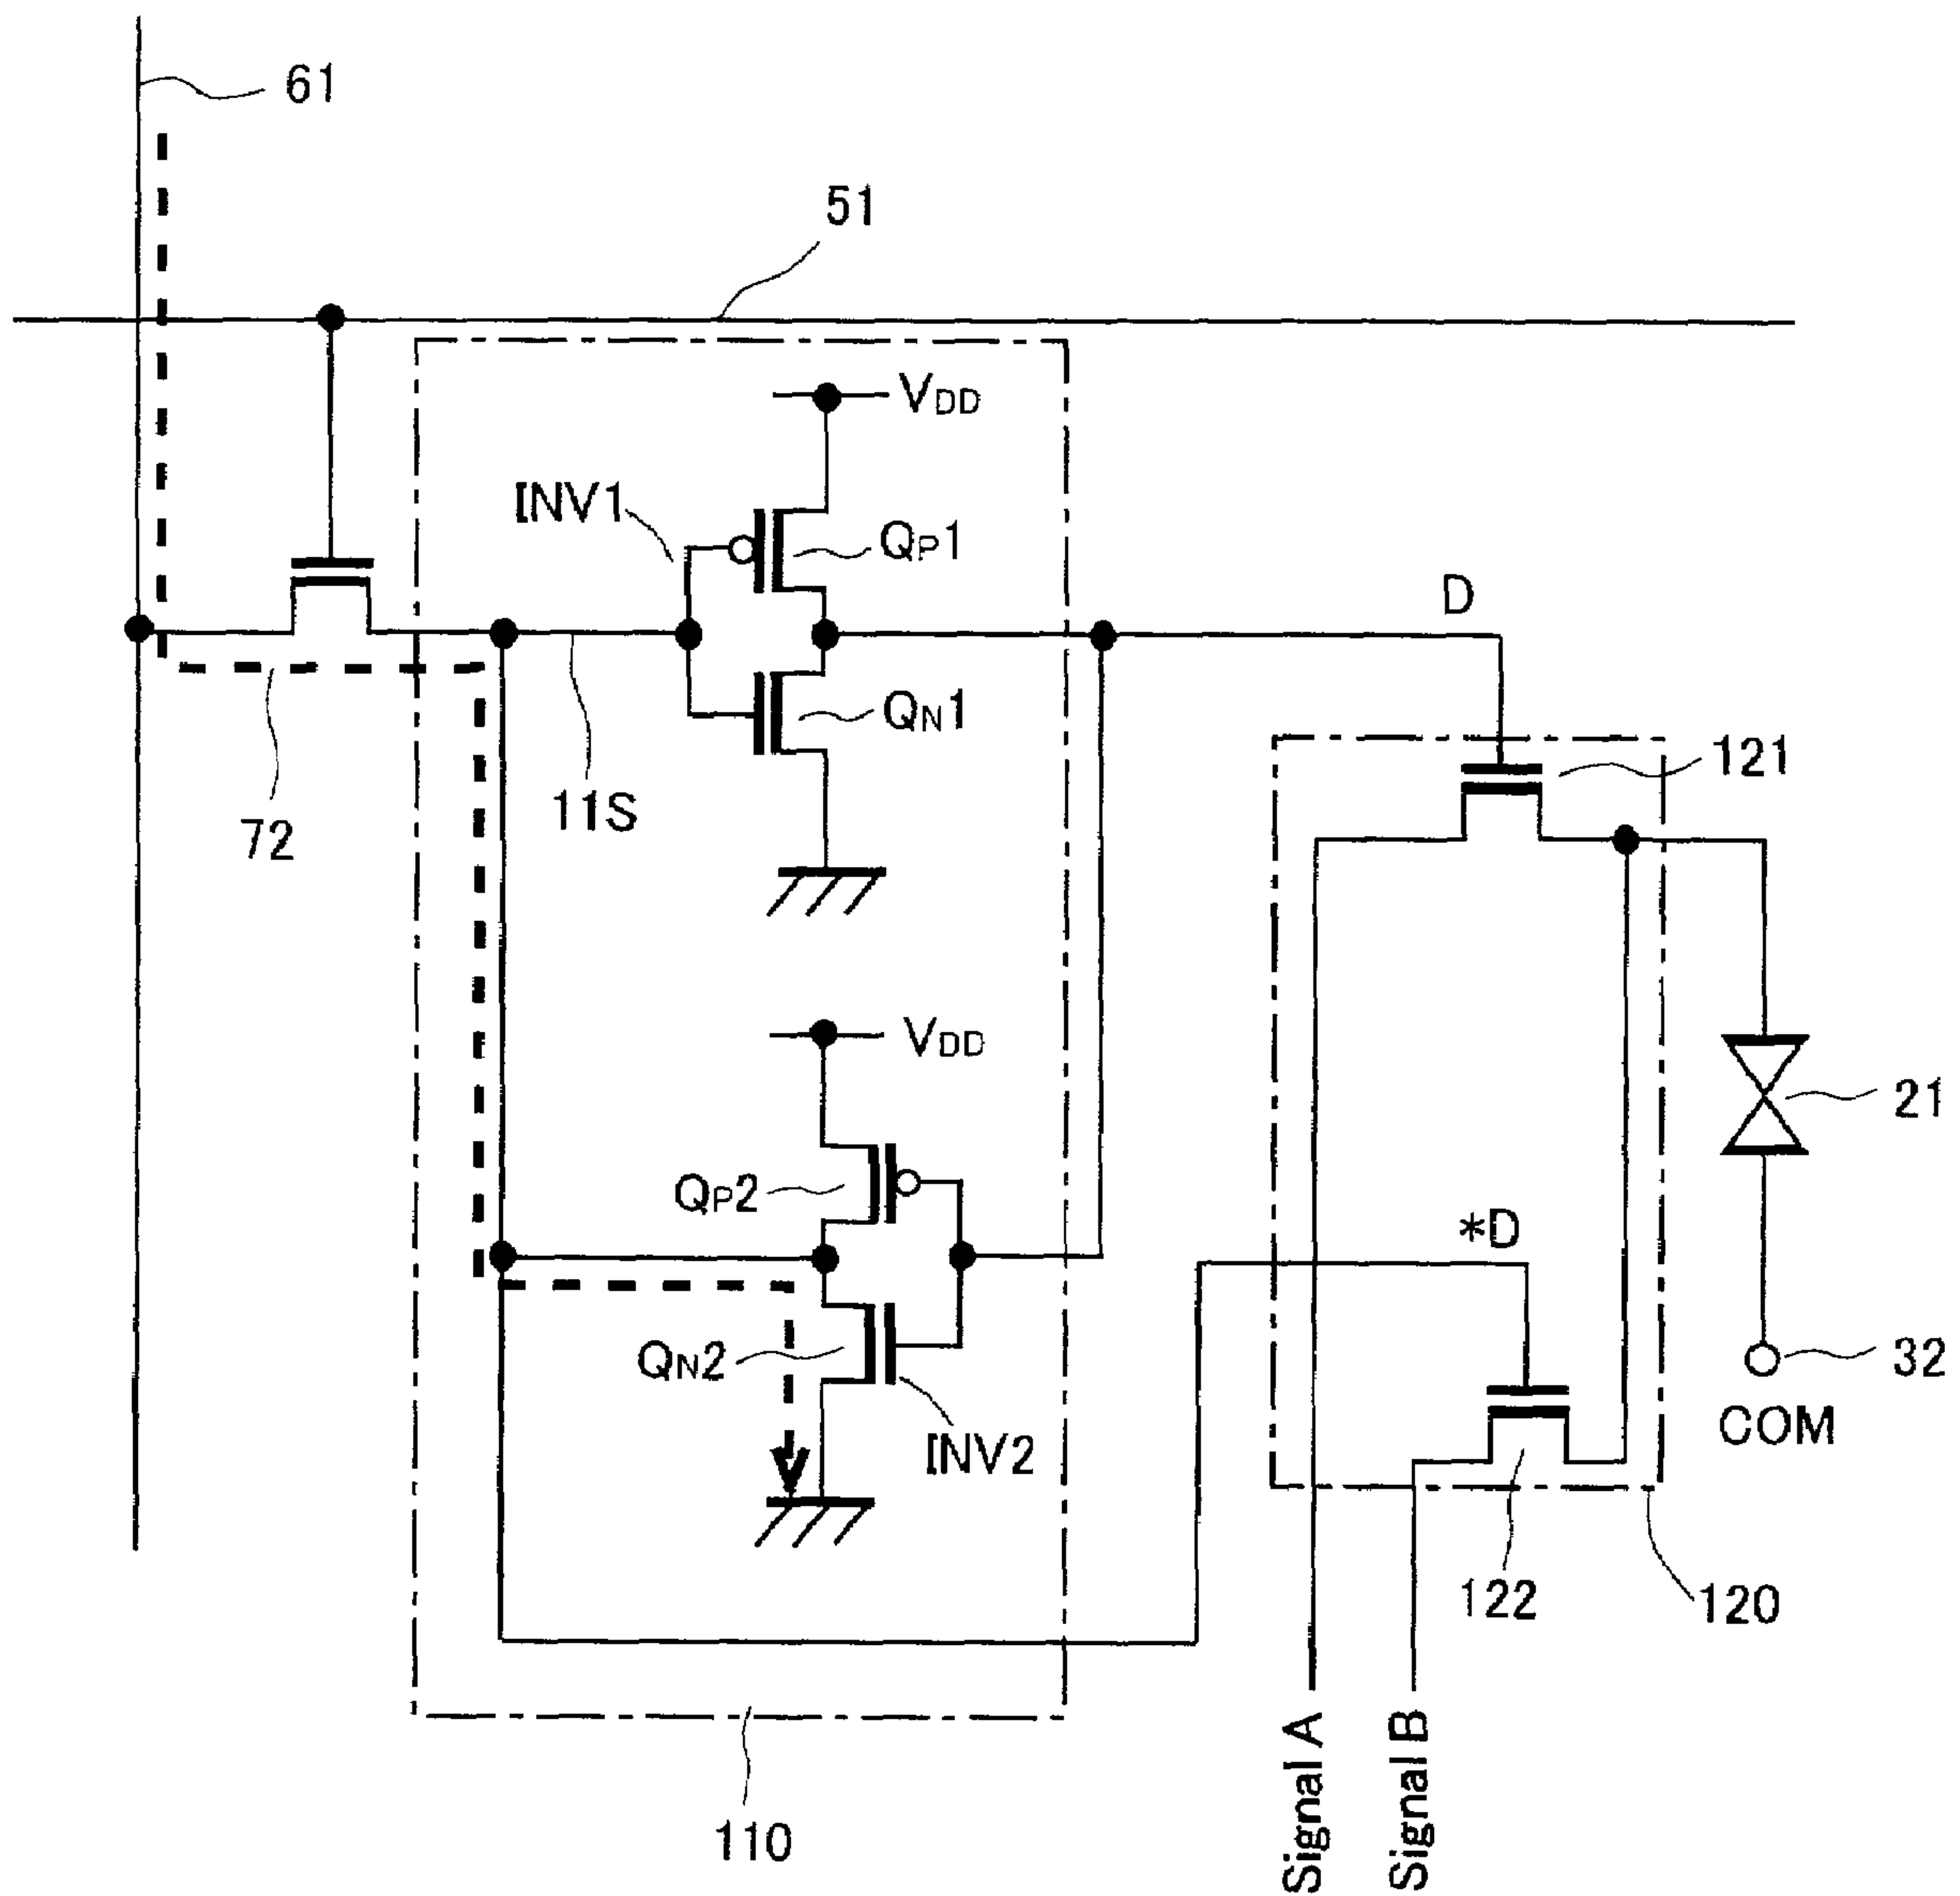 61
51
VDD
INV1
QP1
D
QN1
121
11S
72
VDD
21
QP2
*D
QN2
32
COM
INV2
122
120
Signal A
Signal B
110